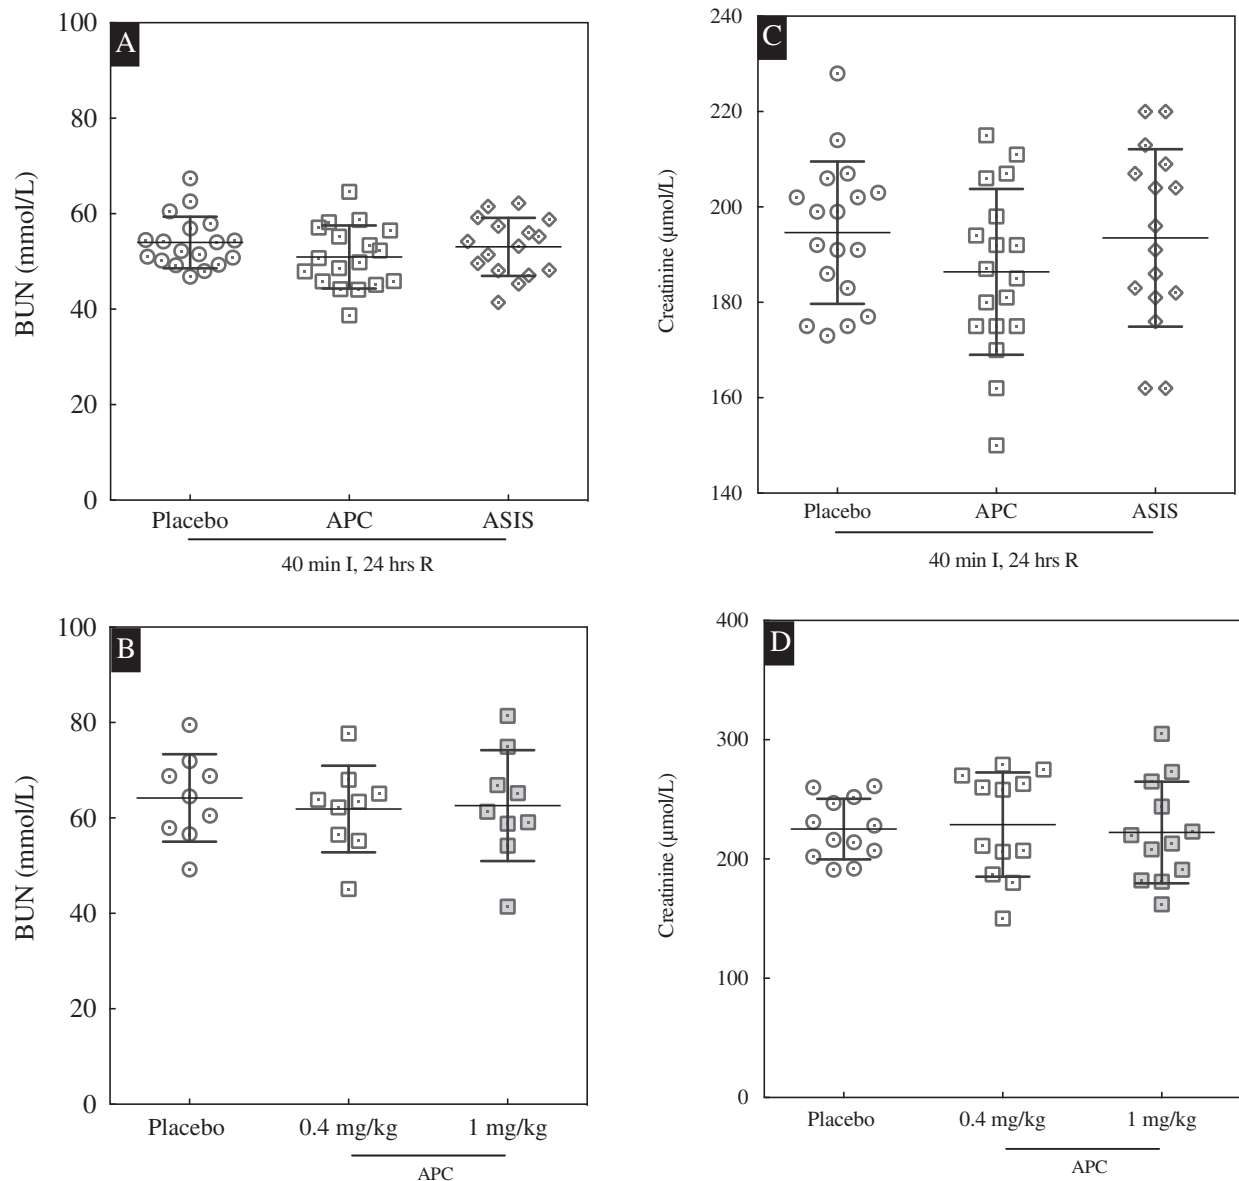 A
BUN (mmol/L)
100
80
60
40
20
0
Placebo APC ASIS
40 min I, 24 hrs R
C
Creatinine (μmol/L)
240
220
200
180
160
140
Placebo APC ASIS
40 min I, 24 hrs R
B
BUN (mmol/L)
100
80
60
40
20
0
Placebo 0.4 mg/kg 1 mg/kg
APC
D
Creatinine (μmol/L)
400
300
200
100
0
Placebo 0.4 mg/kg 1 mg/kg
APC